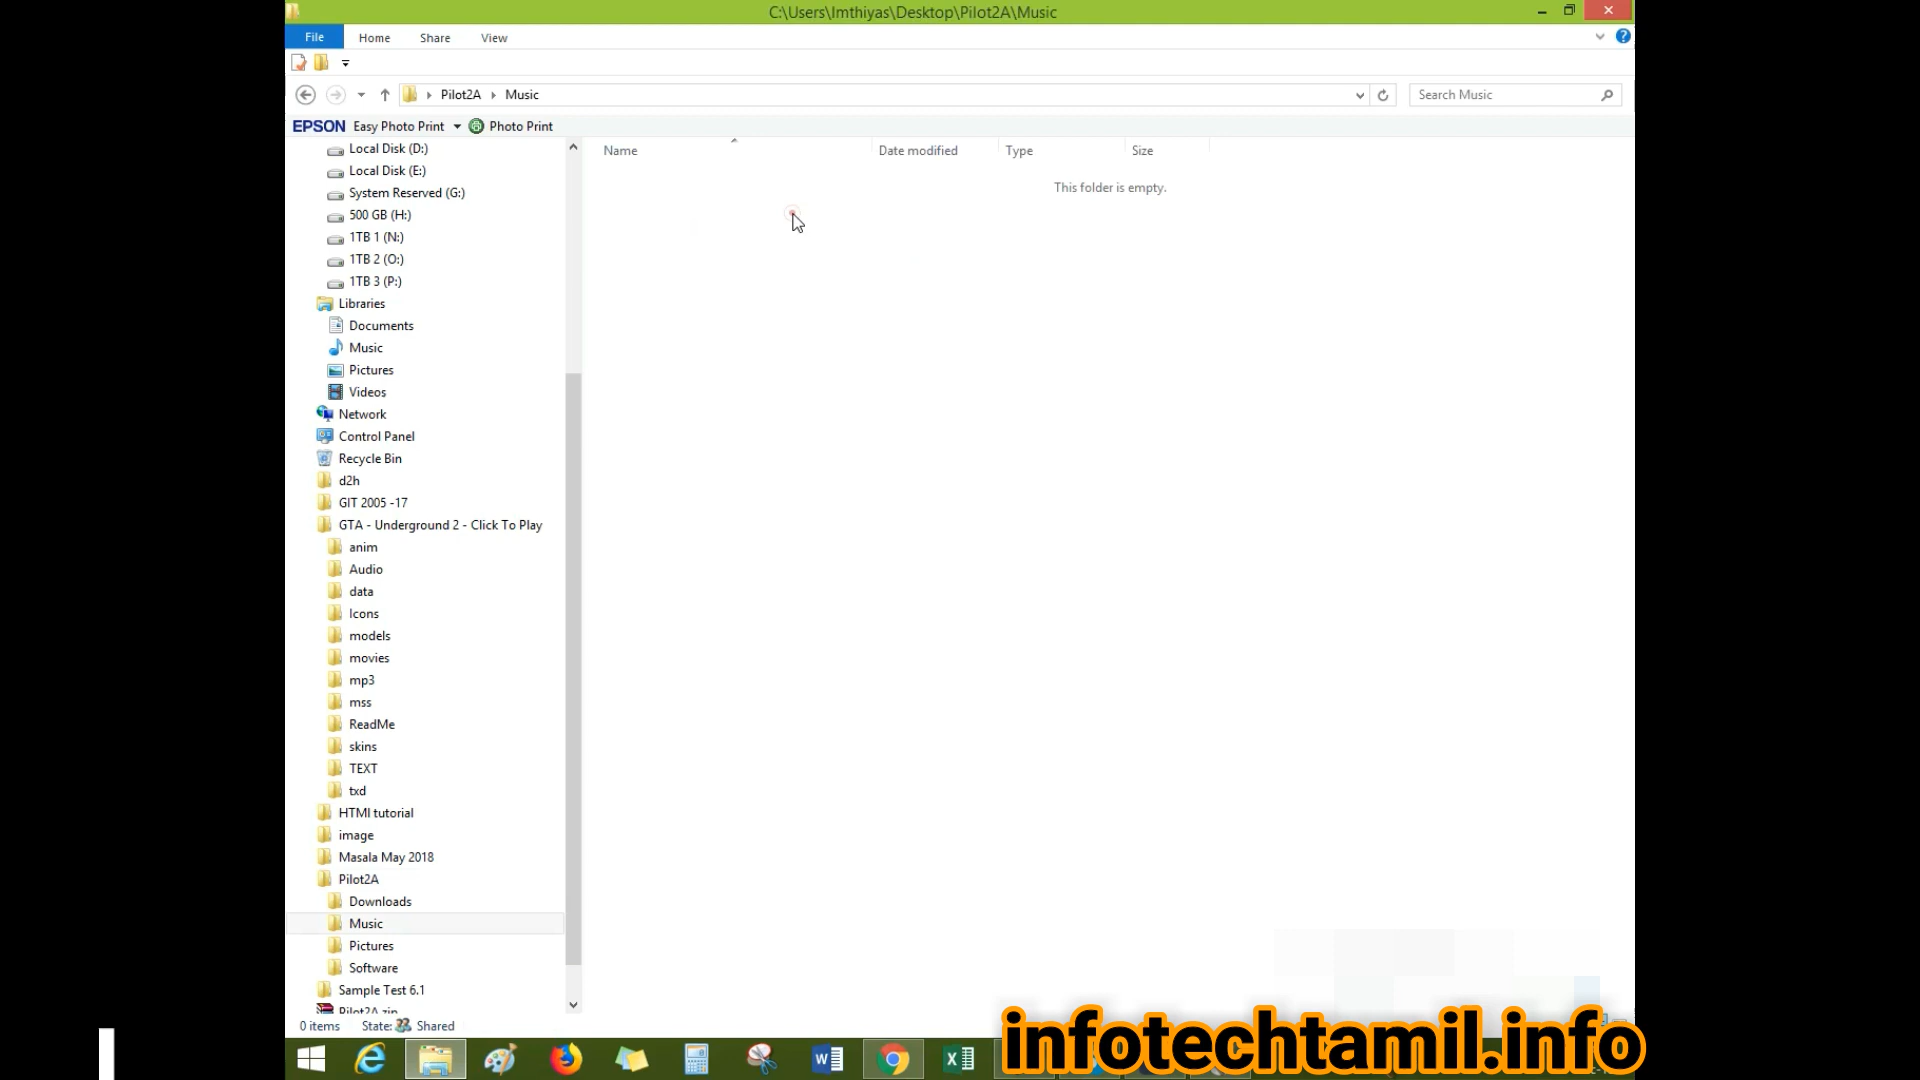 C:\Users\Imthiyas\Desktop\Pilot2A\Music
File Home Share View
Pilot2A Music Search Music
EPSON Easy Photo Print Photo Print
Name Date modified Type Size
This folder is empty.
Local Disk (D:)
Local Disk (E:)
System Reserved (G:)
500 GB (H:)
1TB 1 (N:)
1TB 2 (O:)
1TB 3 (P:)
Libraries
Documents
Music
Pictures
Videos
Network
Control Panel
Recycle Bin
d2h
GIT 2005 -17
GTA - Underground 2 - Click To Play
anim
Audio
data
Icons
models
movies
mp3
mss
ReadMe
skins
TEXT
txd
HTMl tutorial
image
Masala May 2018
Pilot2A
Downloads
Music
Pictures
Software
Sample Test 6.1
Pilot2A.zip
0 items State: Shared
infotechtamil.info